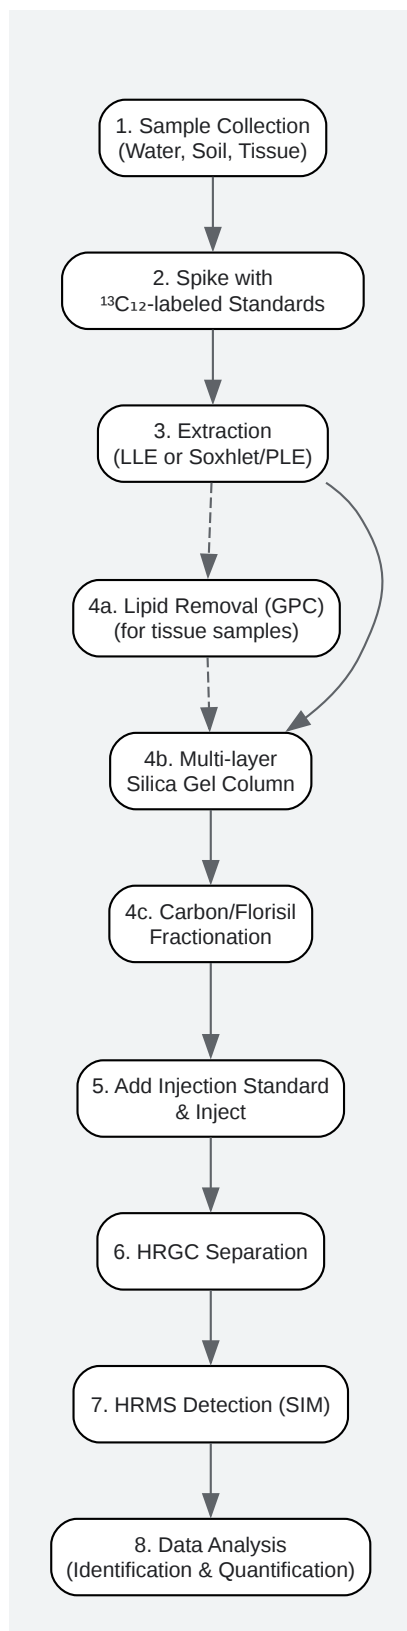 1. Sample Collection
(Water, Soil, Tissue)
2. Spike with
¹³C₁₂-labeled Standards
3. Extraction
(LLE or Soxhlet/PLE)
4a. Lipid Removal (GPC)
(for tissue samples)
4b. Multi-layer
Silica Gel Column
4c. Carbon/Florisil
Fractionation
5. Add Injection Standard
& Inject
6. HRGC Separation
7. HRMS Detection (SIM)
8. Data Analysis
(Identification & Quantification)